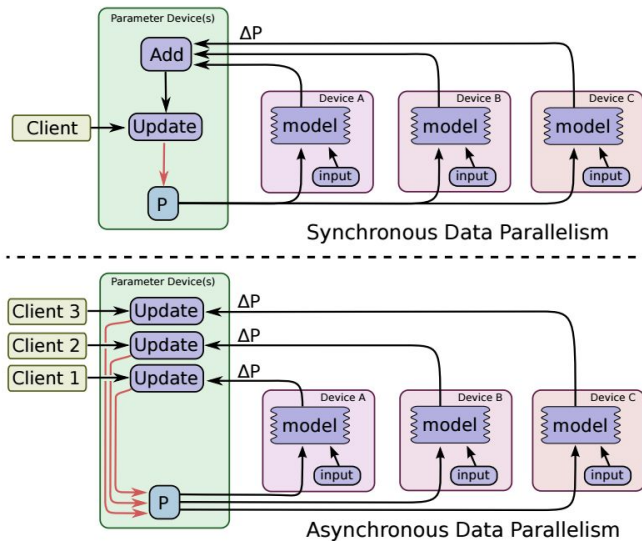 Parameter Device(s)
ΔP
Add
Device A
Device B
Device C
Client
Update
model
model
model
input
input
input
P
Synchronous Data Parallelism
Parameter Device(s)
Client 3
Update
ΔP
Client 2
Update
ΔP
Client 1
Update
ΔP
Device A
Device B
Device C
model
model
model
input
input
input
P
Asynchronous Data Parallelism